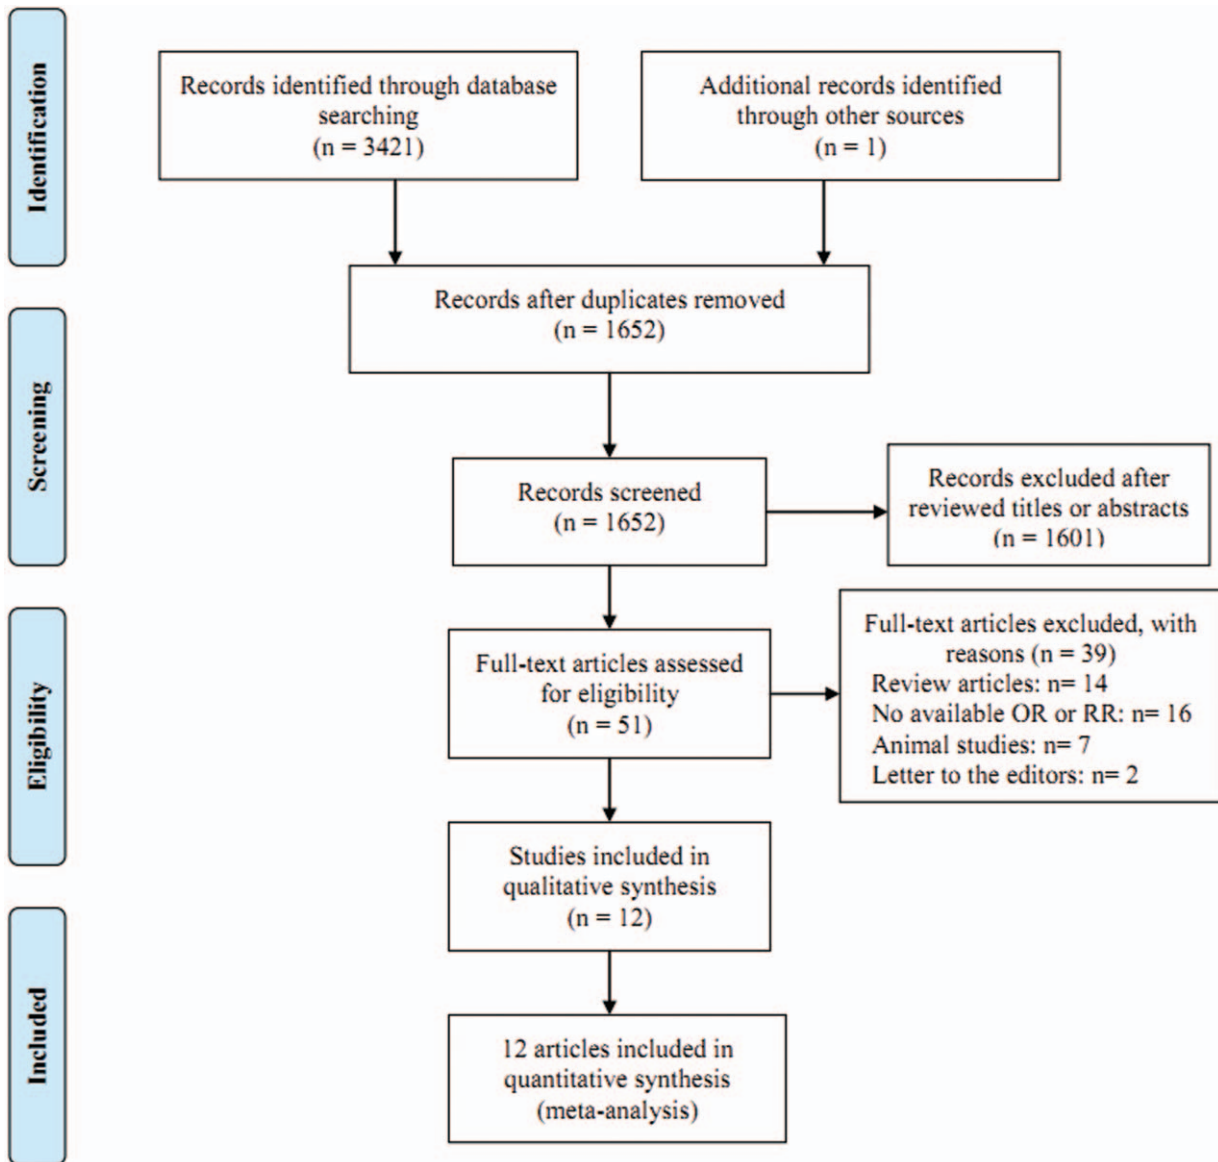 Identification
Records identified through database
searching
(n = 3421)
Additional records identified
through other sources
(n = 1)
Records after duplicates removed
(n = 1652)
Screening
Records screened
(n = 1652)
Records excluded after
reviewed titles or abstracts
(n = 1601)
Eligibility
Full-text articles assessed
for eligibility
(n = 51)
Full-text articles excluded, with
reasons (n = 39)
Review articles: n= 14
No available OR or RR: n= 16
Animal studies: n= 7
Letter to the editors: n= 2
Studies included in
qualitative synthesis
(n = 12)
Included
12 articles included in
quantitative synthesis
(meta-analysis)